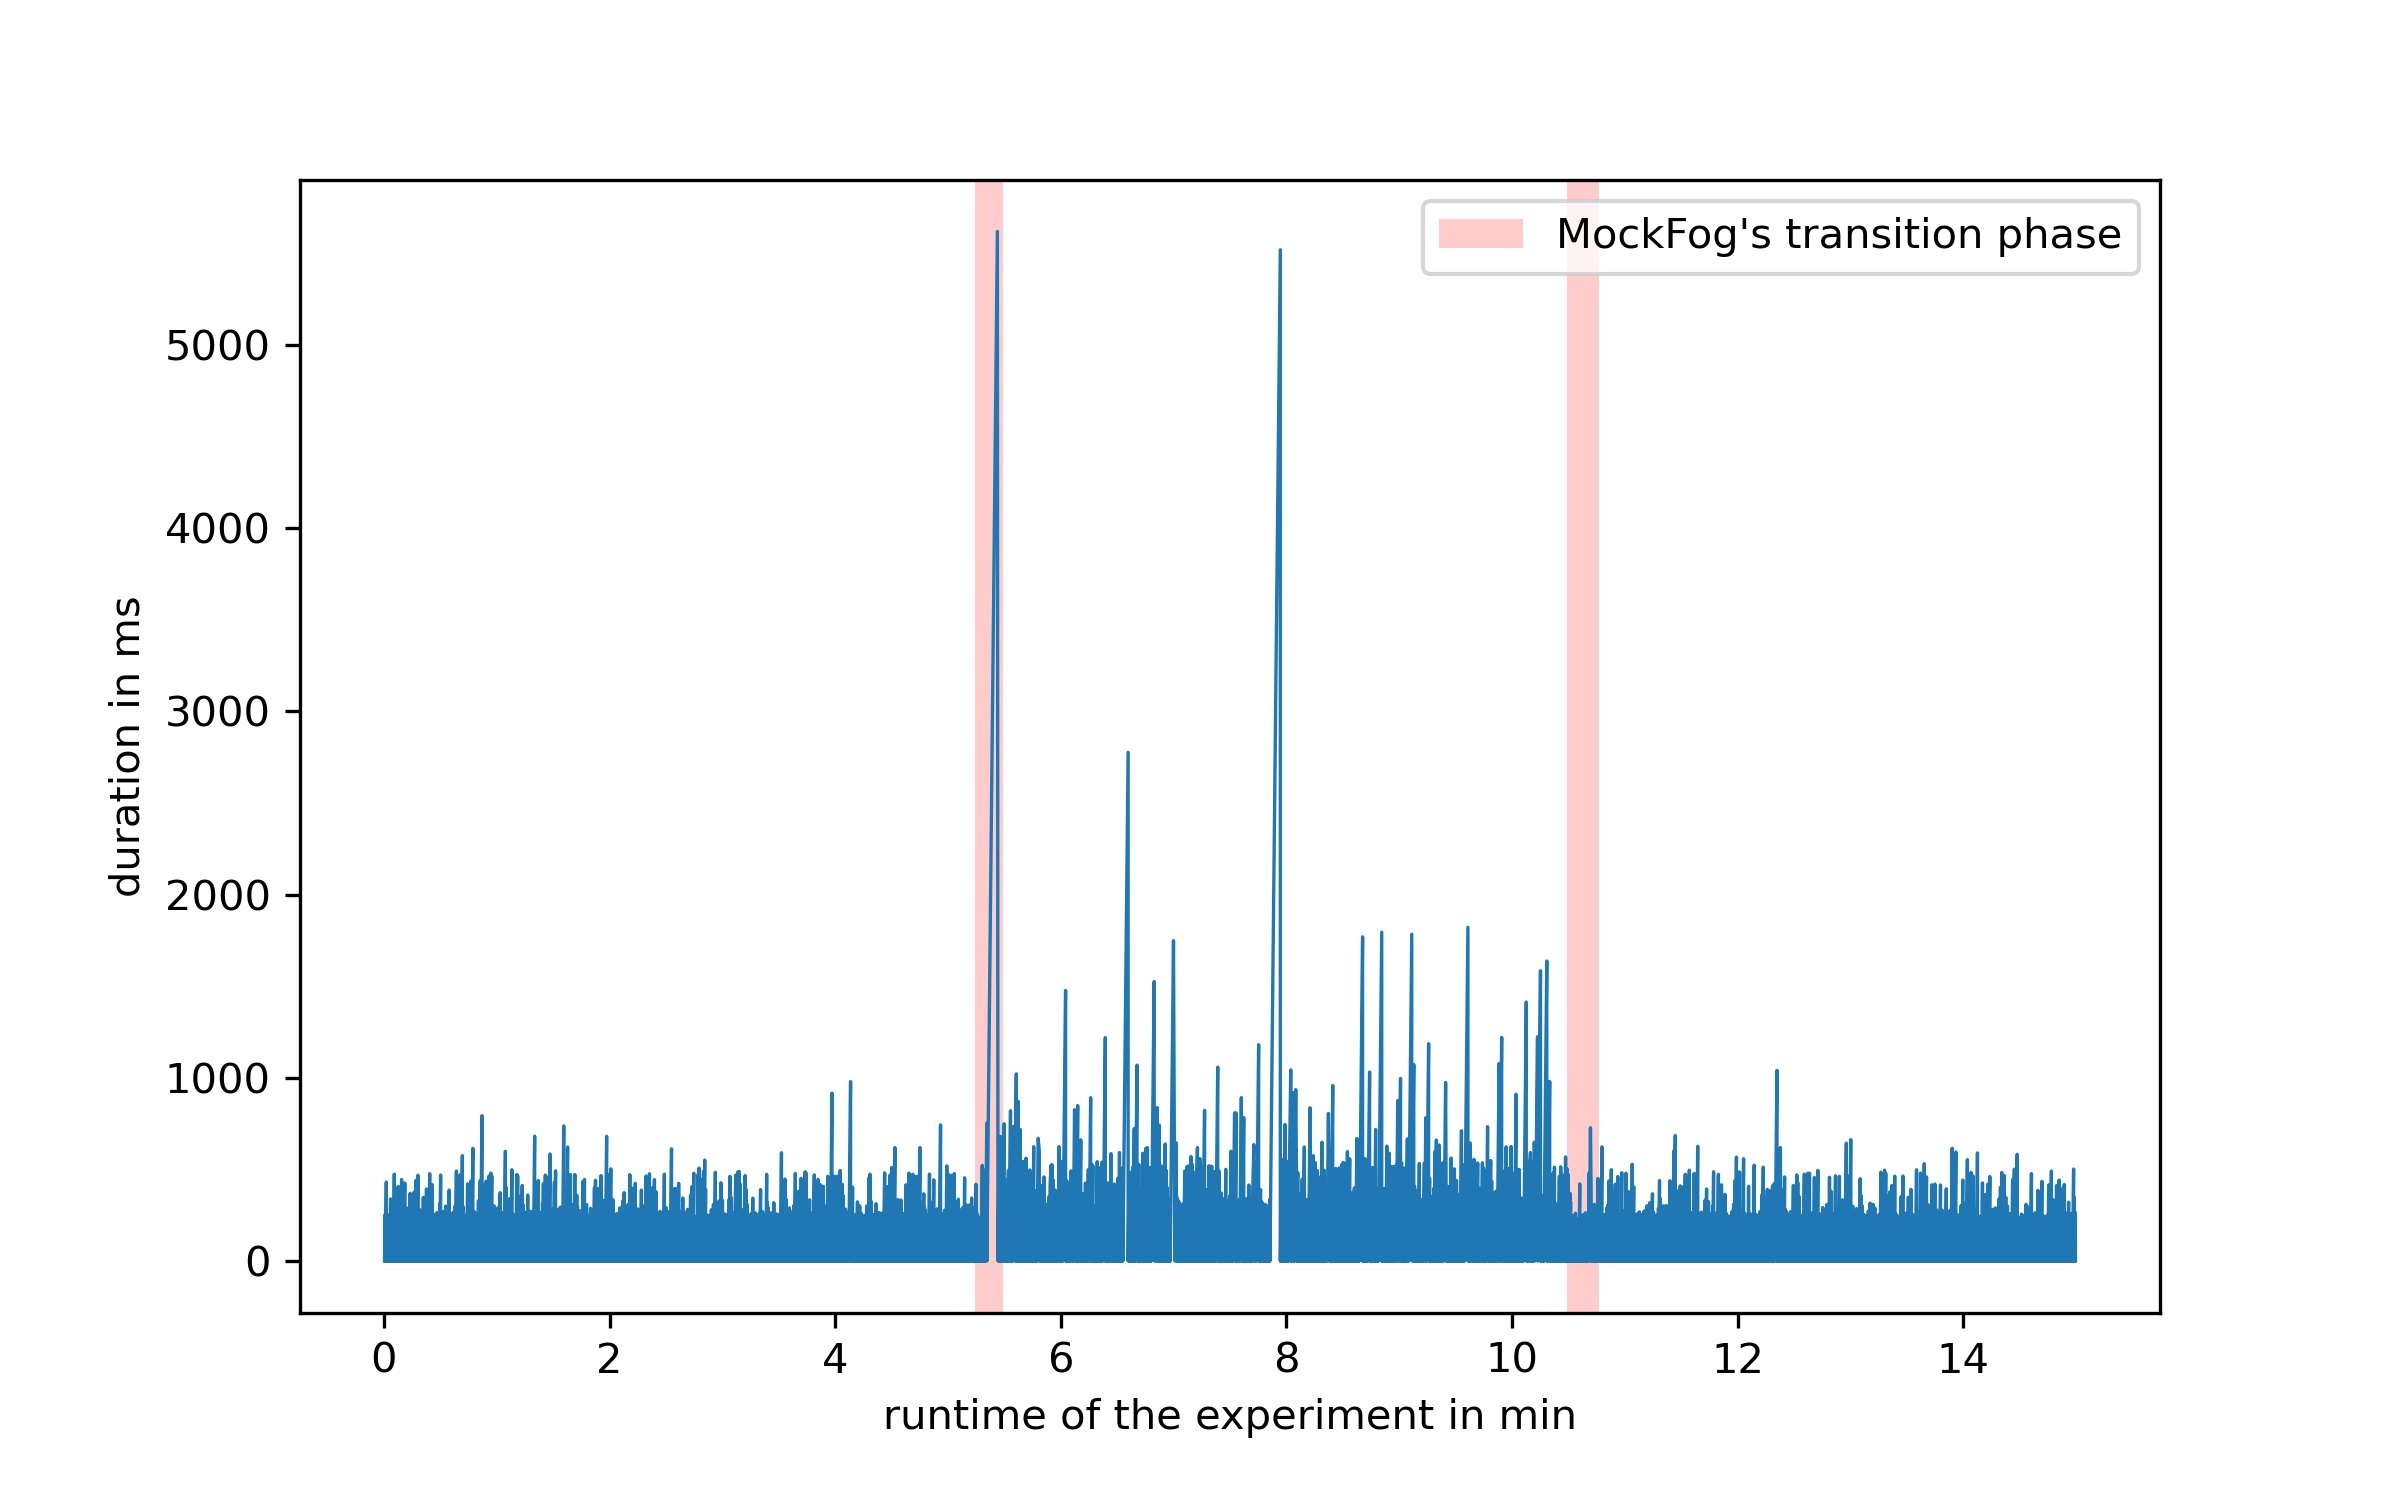 MockFog's transition phase
5000
4000
3000
2000
1000
0
duration in ms
0 2 4 6 8 10 12 14
runtime of the experiment in min